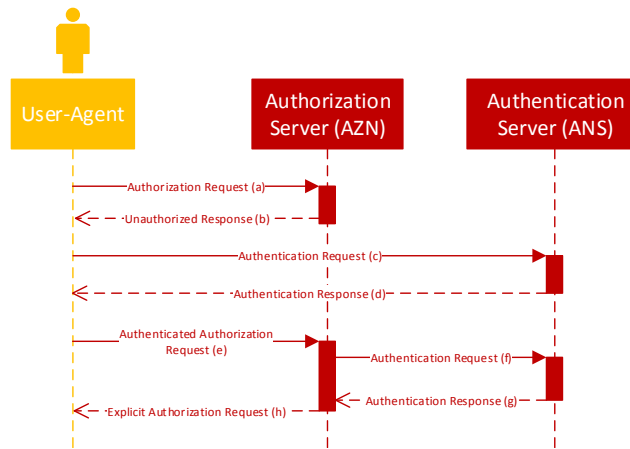 User-Agent
Authorization
Server (AZN)
Authentication
Server (ANS)
Authorization Request (a)
Unauthorized Response (b)
Authentication Request (c)
Authentication Response (d)
Authenticated Authorization
Request (e)
Authentication Request (f)
Authentication Response (g)
Explicit Authorization Request (h)